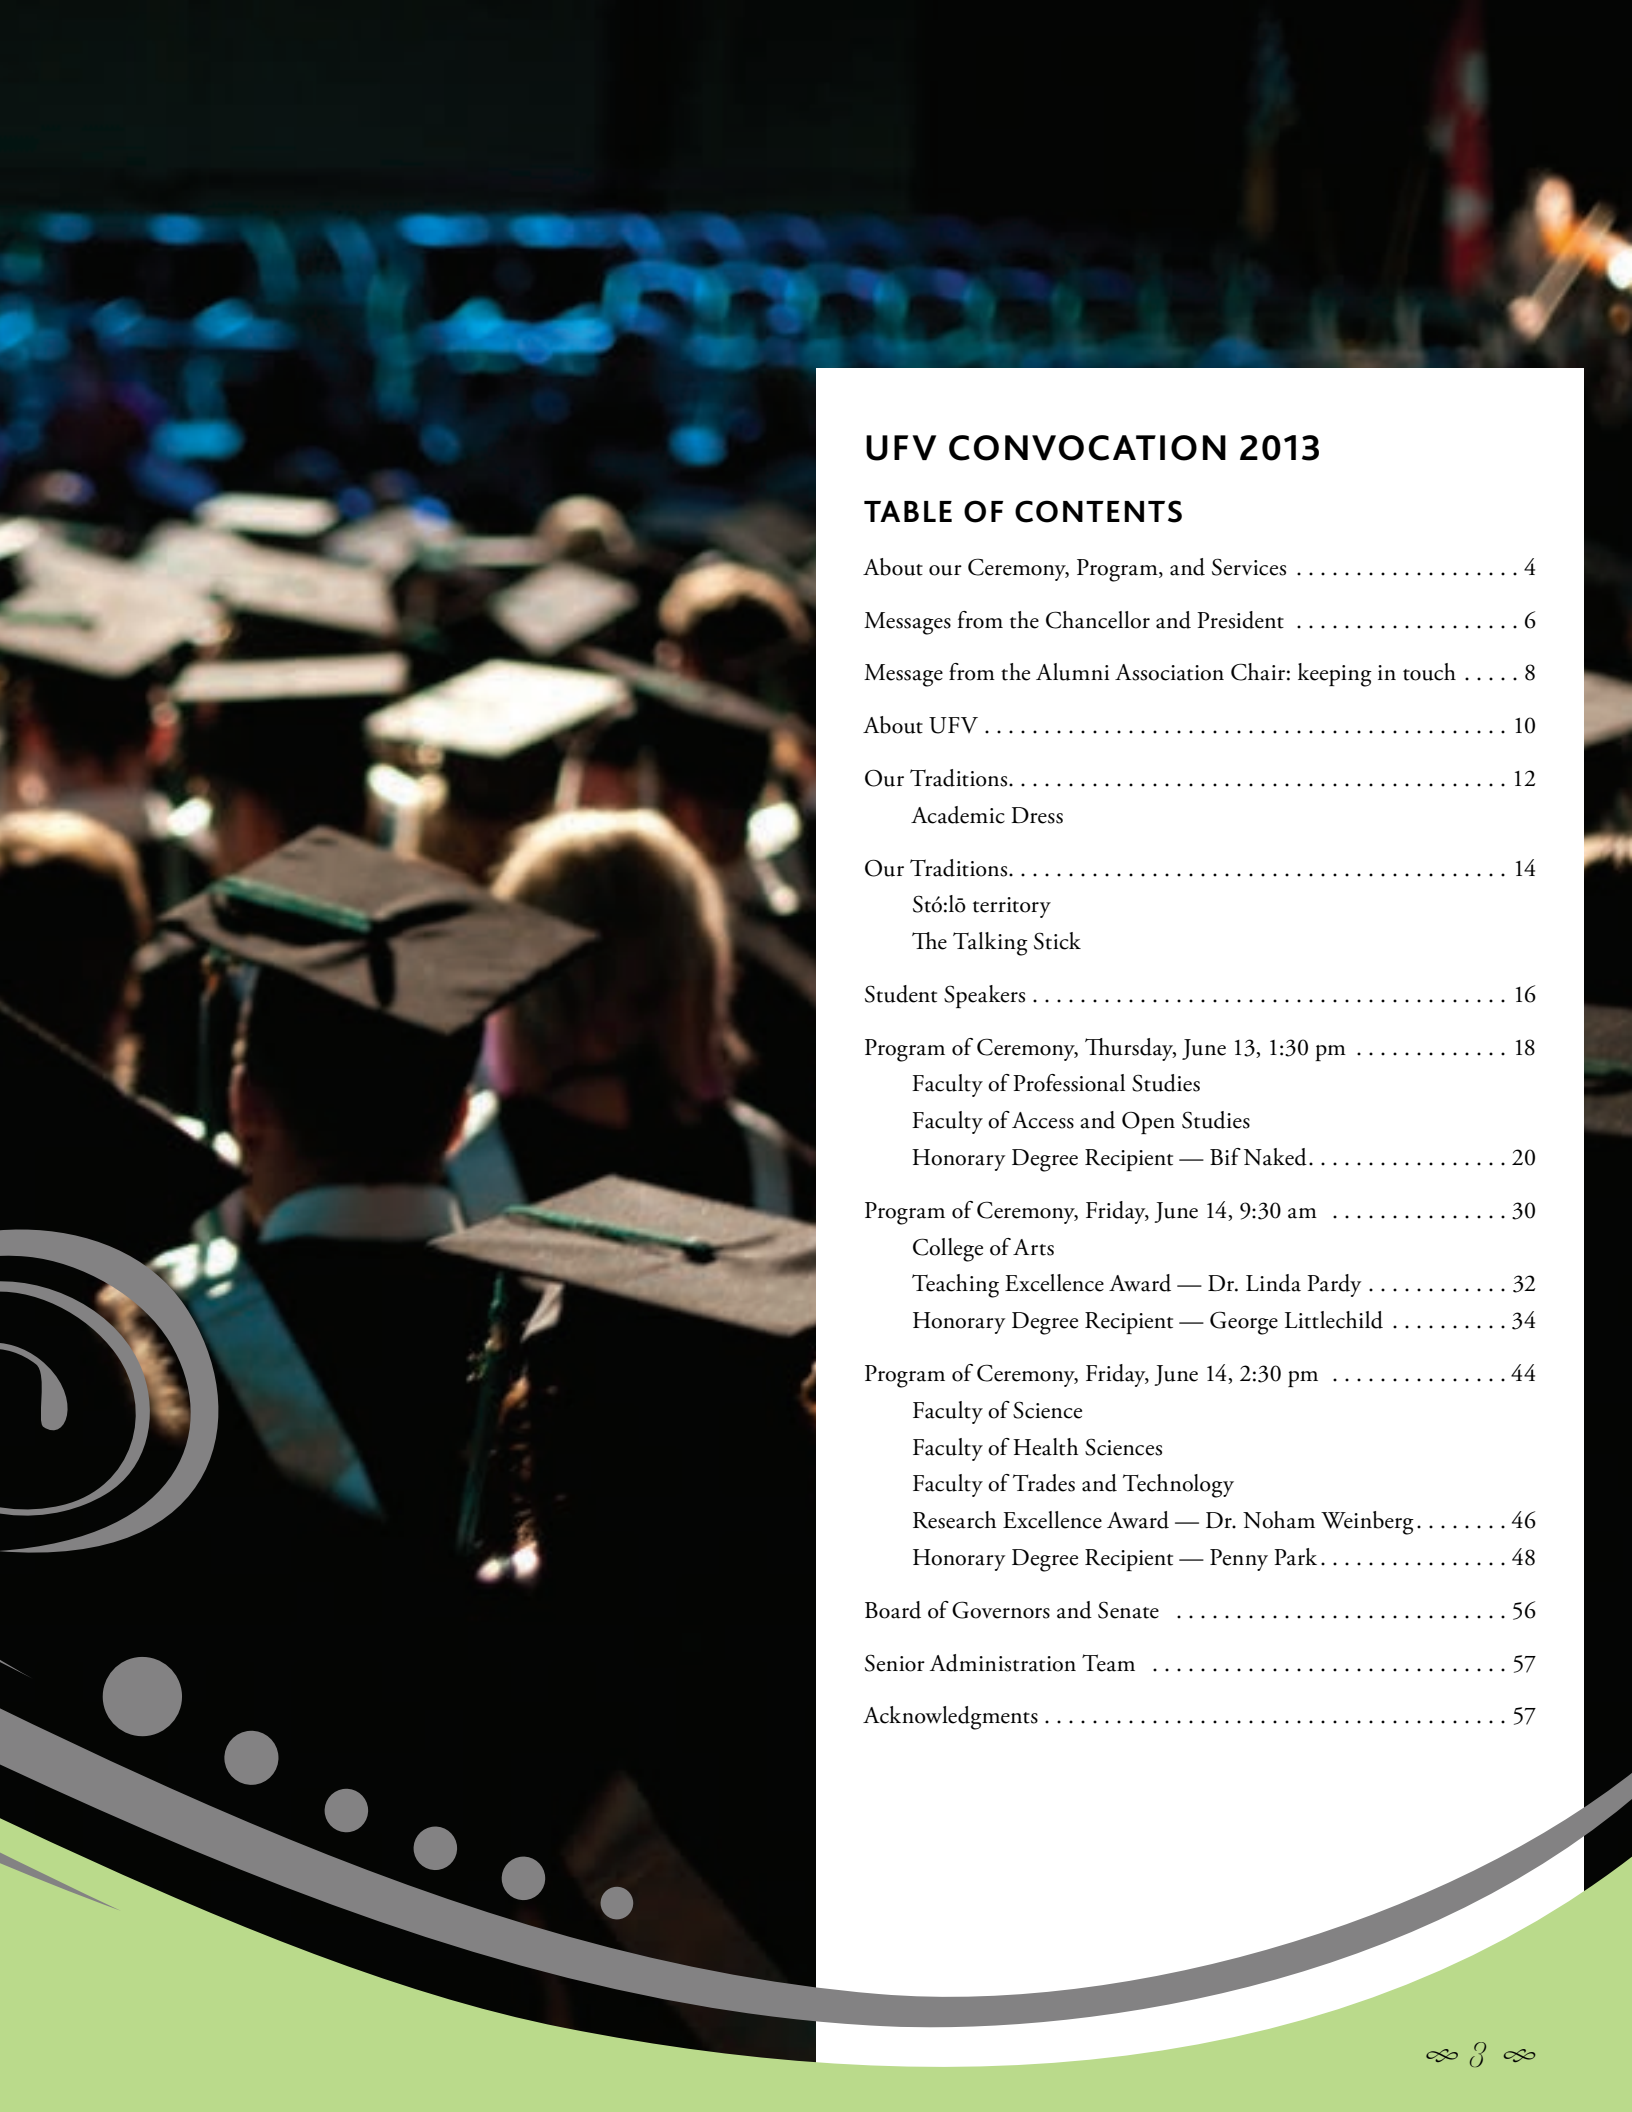 UFV CONVOCATION 2013
TABLE OF CONTENTS
About our Ceremony, Program, and Services . . . . . . . . . . . . . . . . . . . 4
Messages from the Chancellor and President . . . . . . . . . . . . . . . . . . . 6
Message from the Alumni Association Chair: keeping in touch . . . . . 8
About UFV . . . . . . . . . . . . . . . . . . . . . . . . . . . . . . . . . . . . . . . . . . . . 10
Our Traditions. . . . . . . . . . . . . . . . . . . . . . . . . . . . . . . . . . . . . . . . . . 12
Academic Dress
Our Traditions. . . . . . . . . . . . . . . . . . . . . . . . . . . . . . . . . . . . . . . . . . 14
Stó:lō territory
The Talking Stick
Student Speakers . . . . . . . . . . . . . . . . . . . . . . . . . . . . . . . . . . . . . . . . 16
Program of Ceremony, Thursday, June 13, 1:30 pm . . . . . . . . . . . . . 18
Faculty of Professional Studies
Faculty of Access and Open Studies
Honorary Degree Recipient — Bif Naked. . . . . . . . . . . . . . . . . 20
Program of Ceremony, Friday, June 14, 9:30 am . . . . . . . . . . . . . . . 30
College of Arts
Teaching Excellence Award — Dr. Linda Pardy . . . . . . . . . . . . 32
Honorary Degree Recipient — George Littlechild . . . . . . . . . . 34
Program of Ceremony, Friday, June 14, 2:30 pm . . . . . . . . . . . . . . . 44
Faculty of Science
Faculty of Health Sciences
Faculty of Trades and Technology
Research Excellence Award — Dr. Noham Weinberg. . . . . . . . 46
Honorary Degree Recipient — Penny Park. . . . . . . . . . . . . . . . 48
Board of Governors and Senate . . . . . . . . . . . . . . . . . . . . . . . . . . . . 56
Senior Administration Team . . . . . . . . . . . . . . . . . . . . . . . . . . . . . . 57
Acknowledgments . . . . . . . . . . . . . . . . . . . . . . . . . . . . . . . . . . . . . . . 57
3